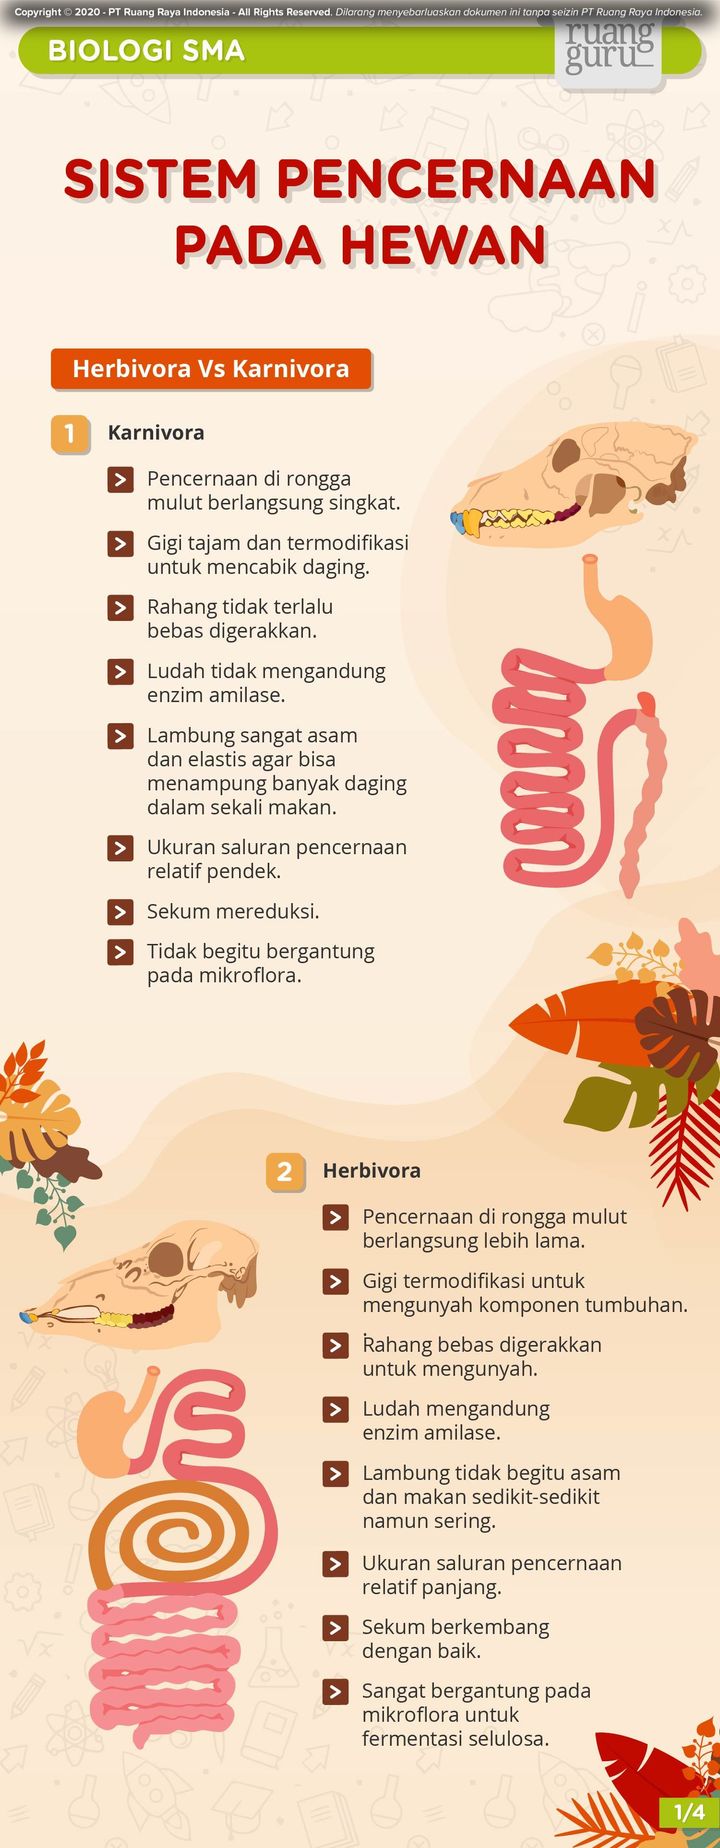 Copyright © 2020 - PT Ruang Raya Indonesia - All Rights Reserved. Dilarang menyebarluaskan dokumen ini tanpa seizin PT Ruang Raya Indonesia.
BIOLOGI SMA
ruang
guru
SISTEM PENCERNAAN
PADA HEWAN
Herbivora Vs Karnivora
1 Karnivora
Pencernaan di rongga
mulut berlangsung singkat.
Gigi tajam dan termodifikasi
untuk mencabik daging.
Rahang tidak terlalu
bebas digerakkan.
Ludah tidak mengandung
enzim amilase.
Lambung sangat asam
dan elastis agar bisa
menampung banyak daging
dalam sekali makan.
Ukuran saluran pencernaan
relatif pendek.
Sekum mereduksi.
Tidak begitu bergantung
pada mikroflora.
2 Herbivora
Pencernaan di rongga mulut
berlangsung lebih lama.
Gigi termodifikasi untuk
mengunyah komponen tumbuhan.
Rahang bebas digerakkan
untuk mengunyah.
Ludah mengandung
enzim amilase.
Lambung tidak begitu asam
dan makan sedikit-sedikit
namun sering.
Ukuran saluran pencernaan
relatif panjang.
Sekum berkembang
dengan baik.
Sangat bergantung pada
mikroflora untuk
fermentasi selulosa.
1/4